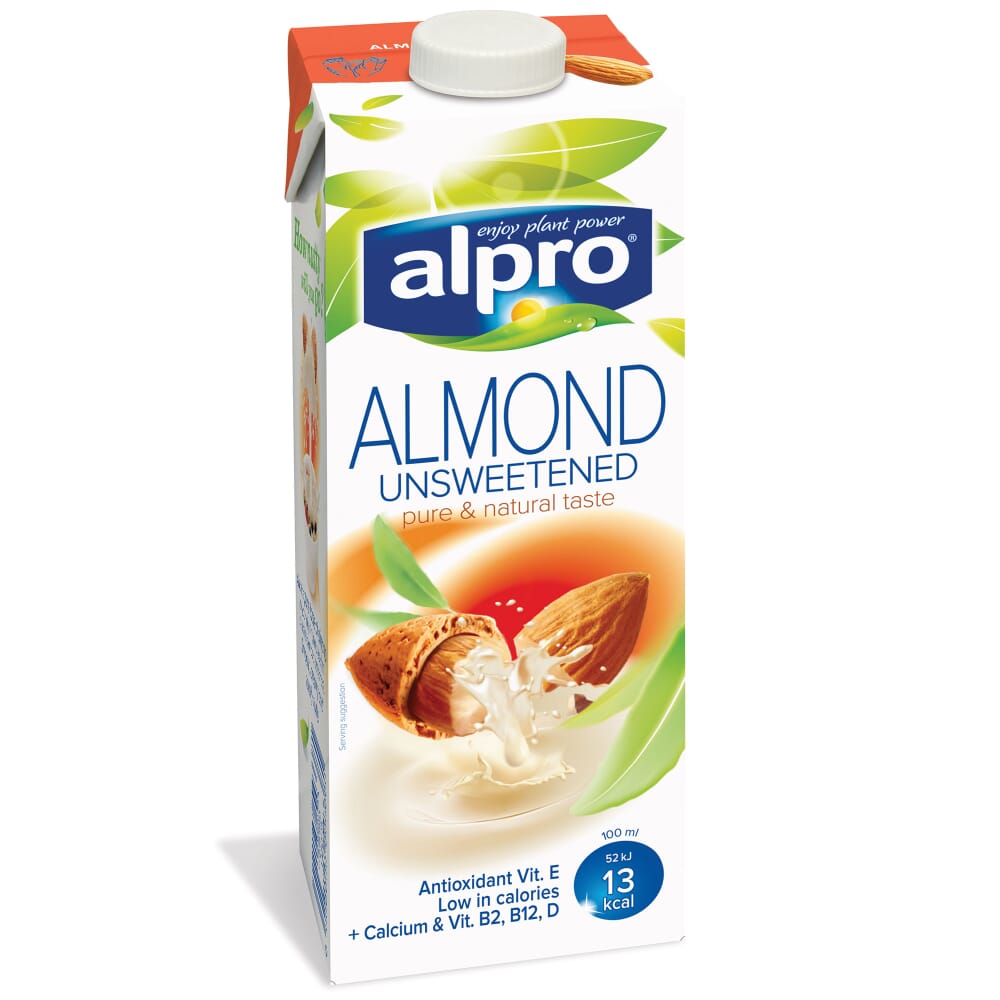 ALM
enjoy plant power
alpro®
ALMOND
UNSWEETENED
pure & natural taste
Serving suggestion
100 ml
52 kJ
13
kcal
Antioxidant Vit. E
Low in calories
+ Calcium & Vit. B2, B12, D